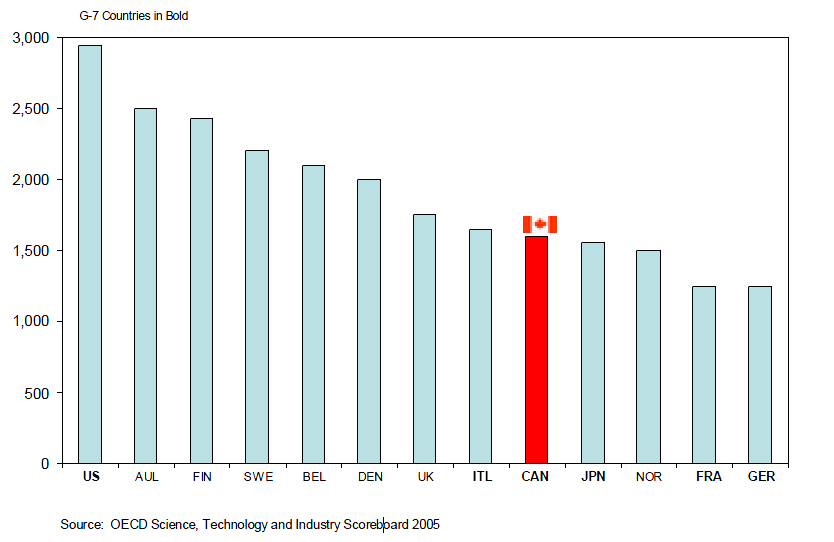 G-7 Countries in Bold
3,000
2,500
2,000
1,500
1,000
500
0
US AUL FIN SWE BEL DEN UK ITL CAN JPN NOR FRA GER
Source: OECD Science, Technology and Industry Scoreboard 2005